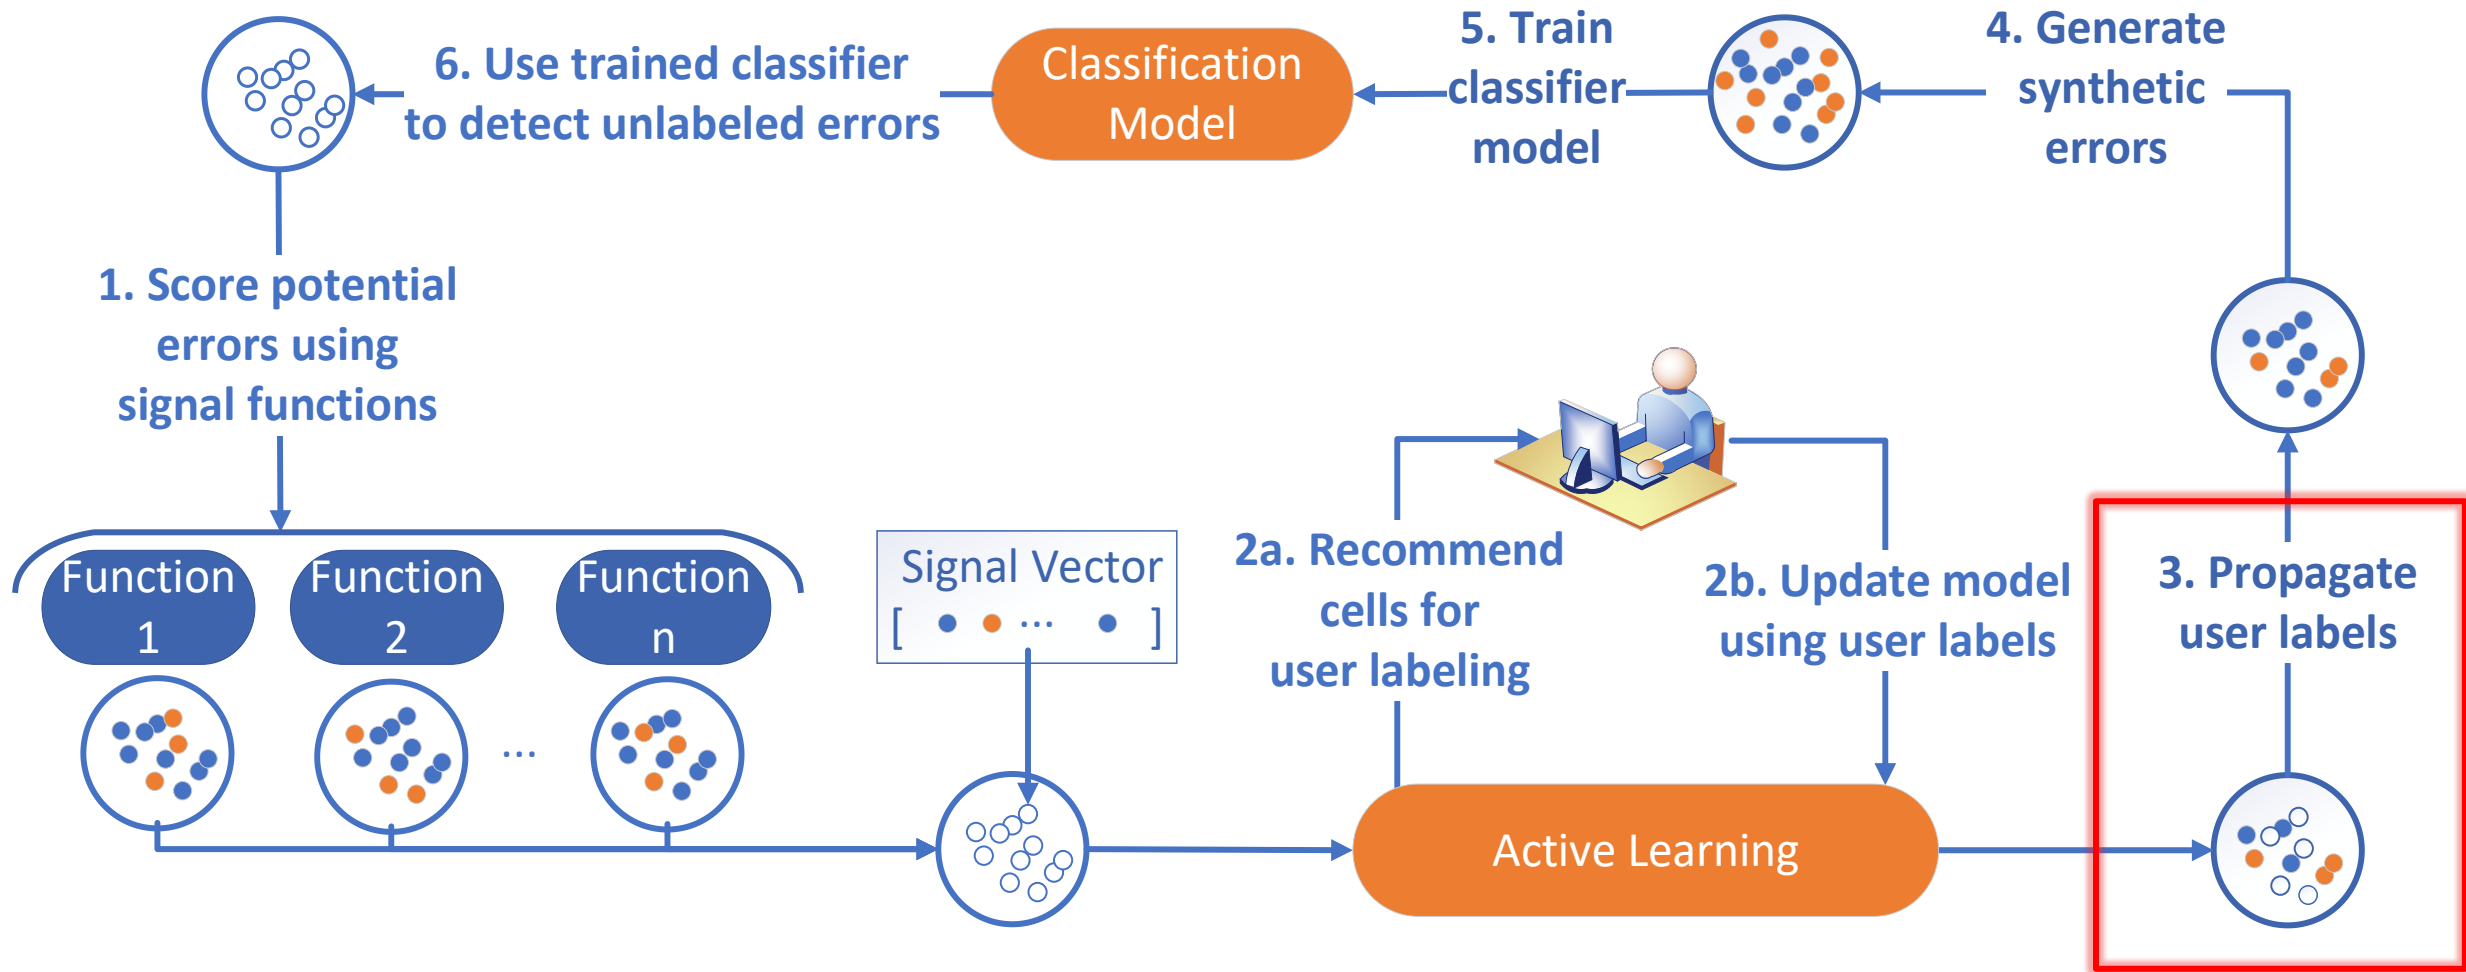 6. Use trained classifier
to detect unlabeled errors
Classification
Model
5. Train
classifier
model
4. Generate
synthetic
errors
1. Score potential
errors using
signal functions
Function
1
Function
2
Function
n
...
Signal Vector
[ ... ]
2a. Recommend
cells for
user labeling
2b. Update model
using user labels
3. Propagate
user labels
Active Learning